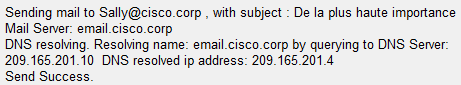 Sending mail to Sally@cisco.corp , with subject : De la plus haute importance
Mail Server: email.cisco.corp
DNS resolving. Resolving name: email.cisco.corp by querying to DNS Server:
209.165.201.10  DNS resolved ip address: 209.165.201.4
Send Success.